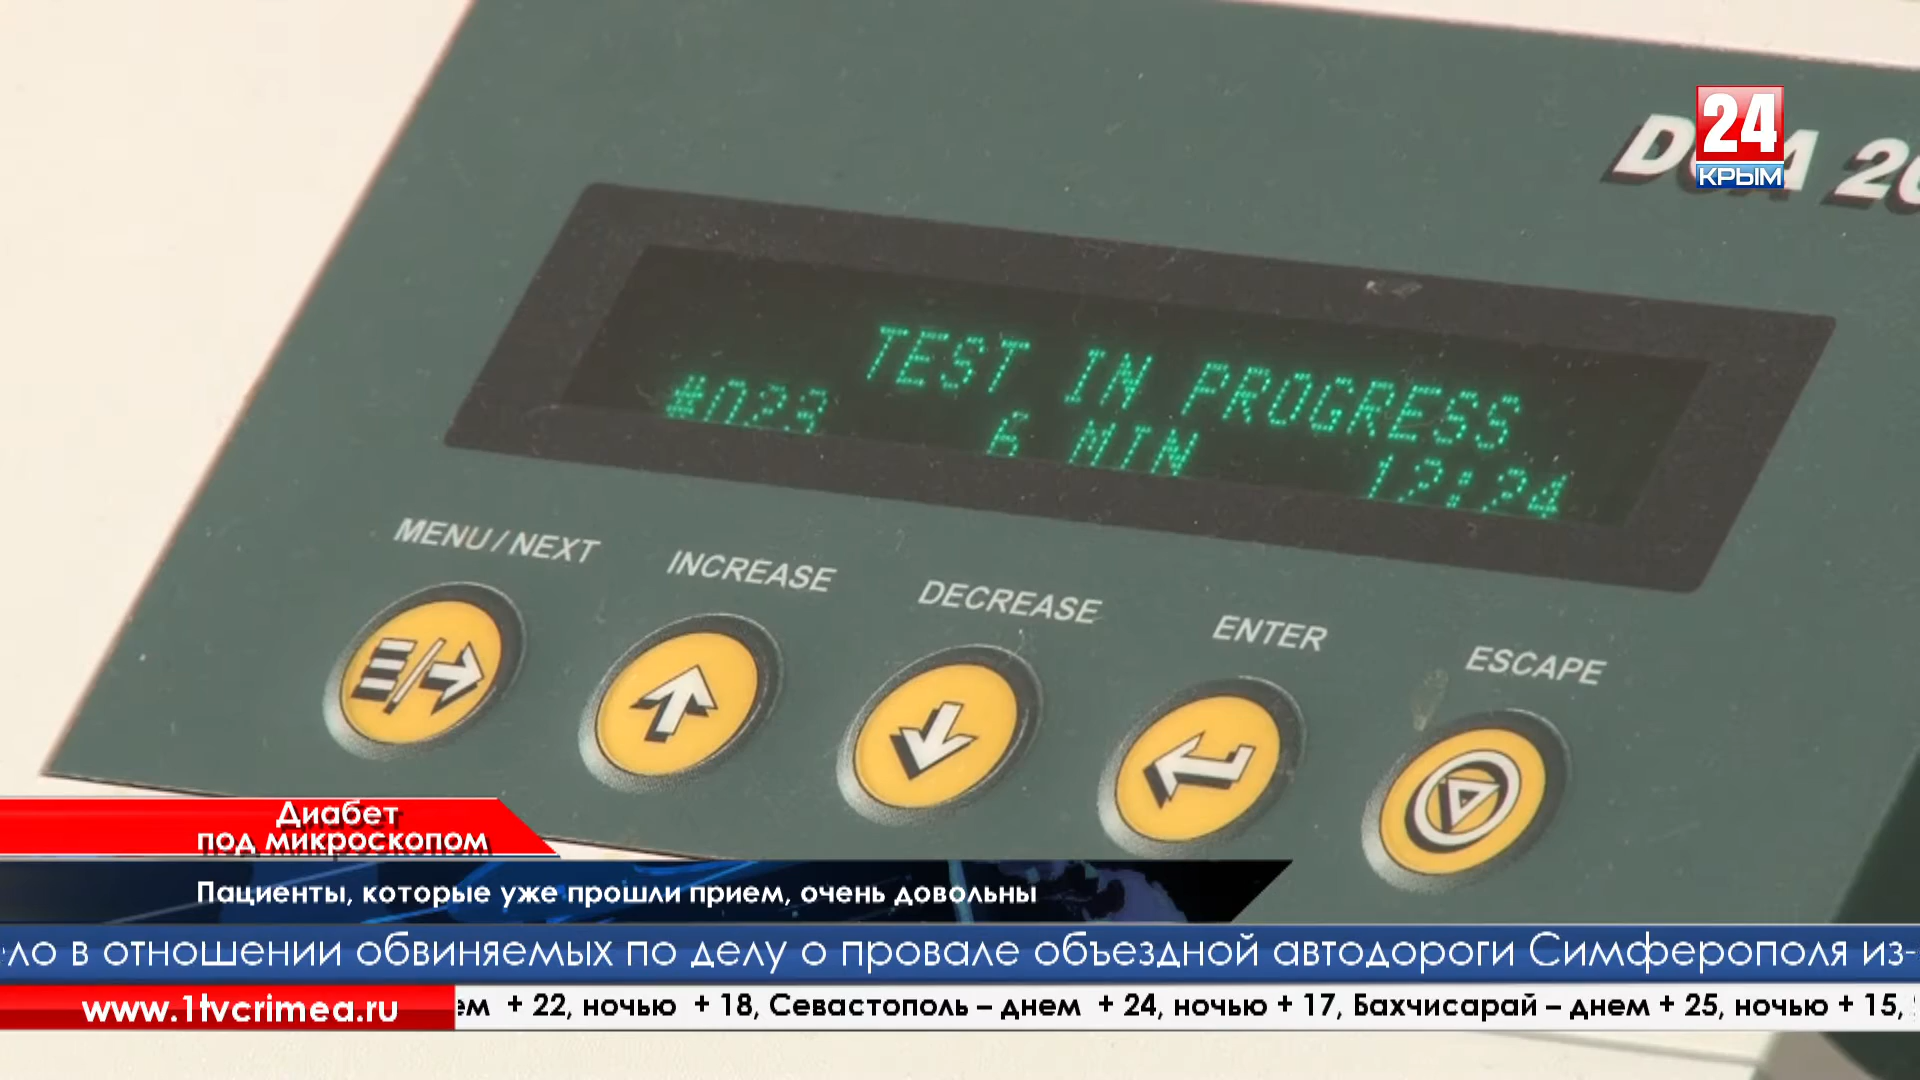 24
КРЫМ
TEST IN PROGRESS
#023 6 MIN 12:24
MENU/NEXT
INCREASE
DECREASE
ENTER
ESCAPE
Диабет
под микроскопом
Пациенты, которые уже прошли прием, очень довольны
в отношении обвиняемых по делу о провале объездной автодороги Симферополя из-
www.1tvcrimea.ru
+ 22, ночью + 18, Севастополь – днем + 24, ночью + 17, Бахчисарай – днем + 25, ночью + 15,